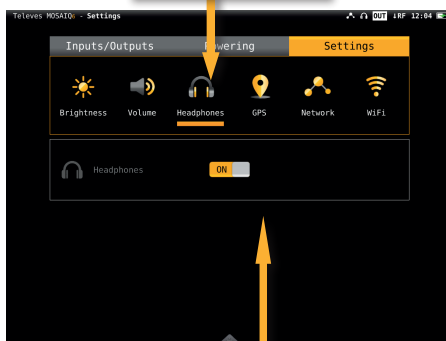 Televes MOSAIQ6 - Settings OUT ↓RF 12:04
Inputs/Outputs Powering Settings
Brightness Volume Headphones GPS Network WiFi
Headphones ON